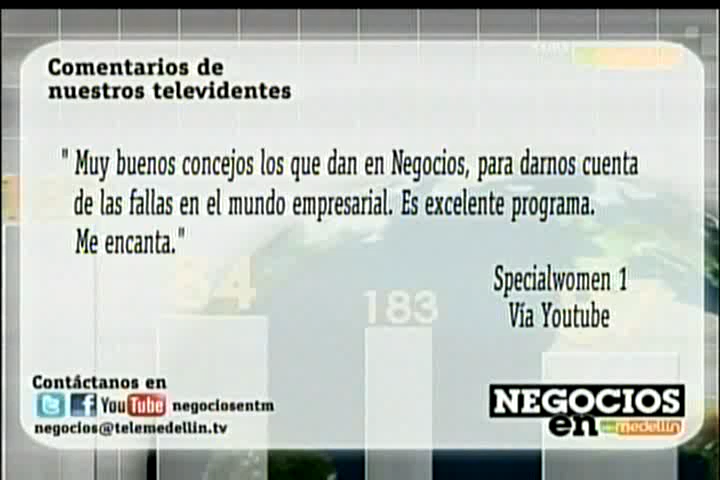 Comentarios de
nuestros televidentes
" Muy buenos concejos los que dan en Negocios, para darnos cuenta
de las fallas en el mundo empresarial. Es excelente programa.
Me encanta."
Specialwomen 1
Vía Youtube
84
183
Contáctanos en
YouTube negociosentm
negocios@telemedellin.tv
NEGOCIOS
en medellín